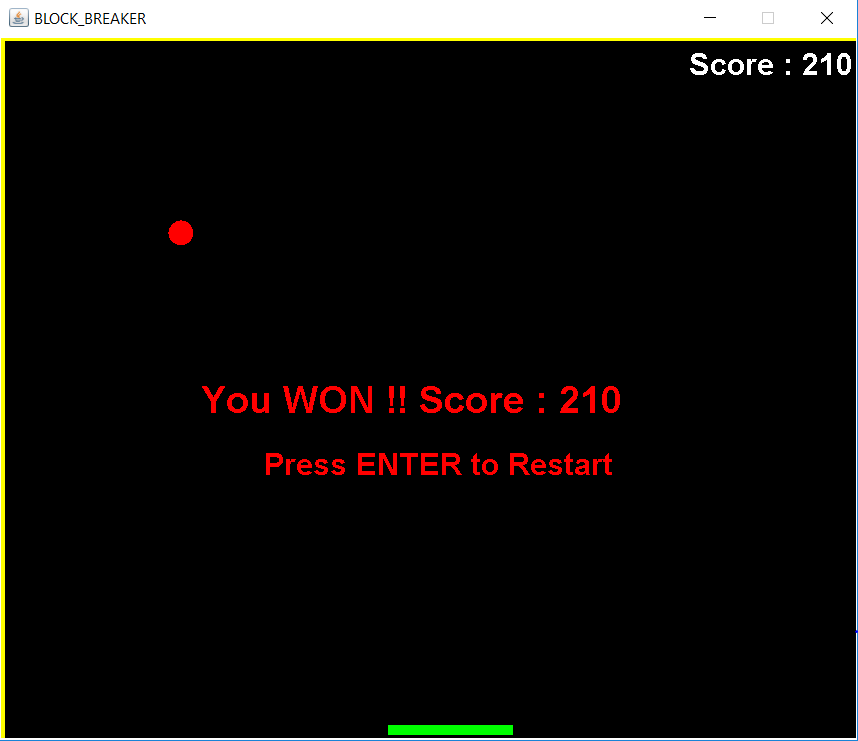 BLOCK_BREAKER
Score : 210
You WON !! Score : 210
Press ENTER to Restart